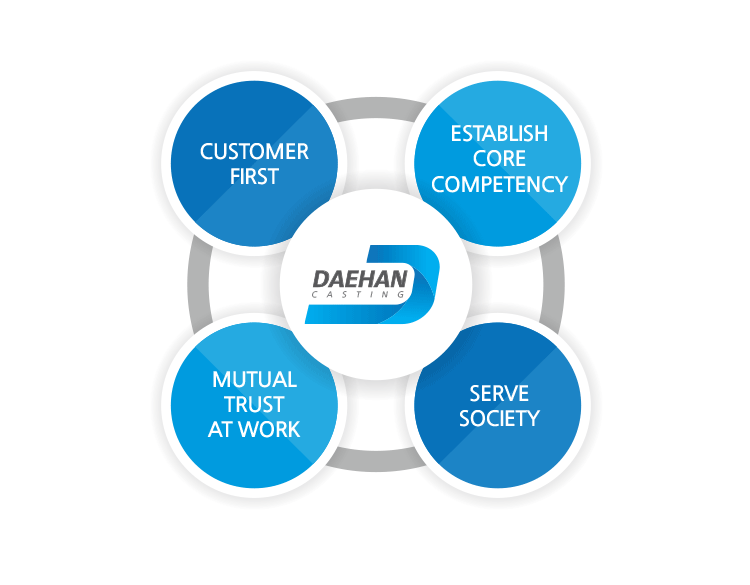 CUSTOMER
FIRST
ESTABLISH
CORE
COMPETENCY
DAEHAN
CASTING
MUTUAL
TRUST
AT WORK
SERVE
SOCIETY